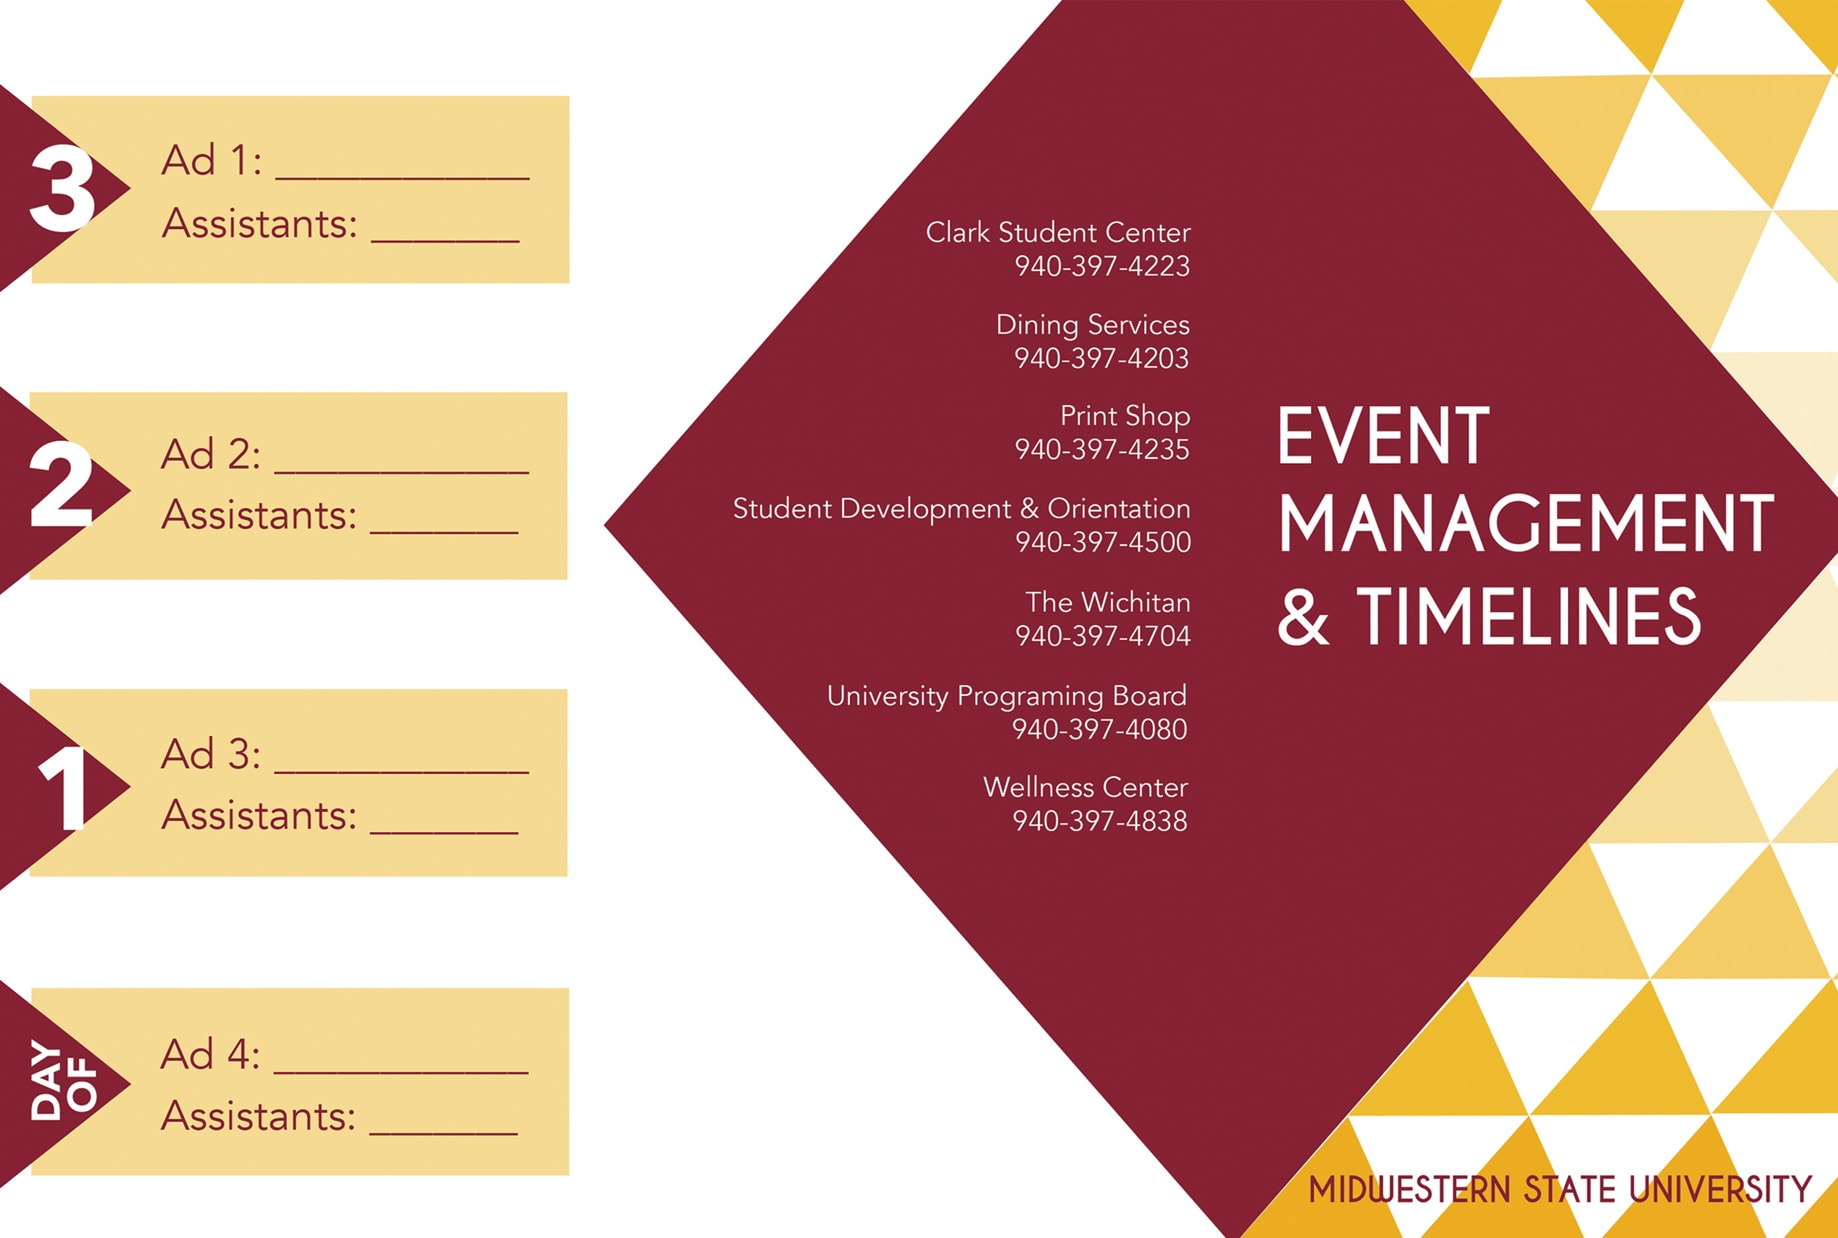 3
Ad 1: ____________
Assistants: _______
2
Ad 2: ____________
Assistants: _______
1
Ad 3: ____________
Assistants: _______
DAY
OF
Ad 4: ____________
Assistants: _______
Clark Student Center
940-397-4223
Dining Services
940-397-4203
Print Shop
940-397-4235
Student Development & Orientation
940-397-4500
The Wichitan
940-397-4704
University Programing Board
940-397-4080
Wellness Center
940-397-4838
EVENT
MANAGEMENT
& TIMELINES
MIDWESTERN STATE UNIVERSITY